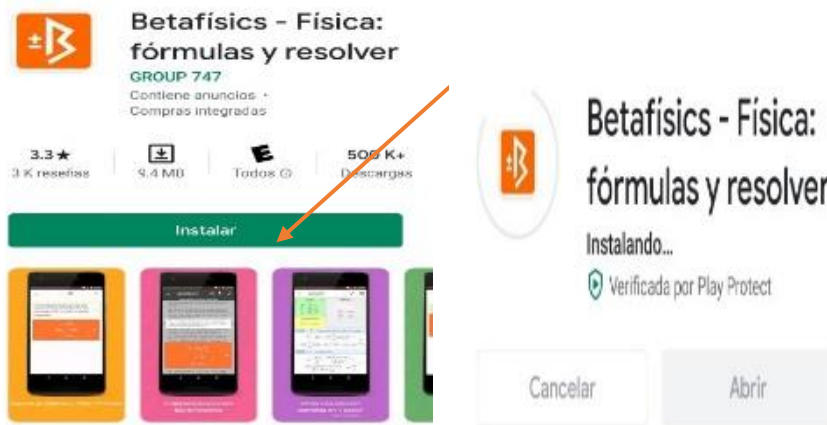 ±B
Betafísics - Física:
fórmulas y resolver
GROUP 747
Contiene anuncios •
Compras integradas
3.3★
3 K reseñas
9.4 MB
E
Todos
500 K+
Descargas
Instalar
±B
Betafísics - Física:
fórmulas y resolver
Instalando...
Verificada por Play Protect
Cancelar
Abrir